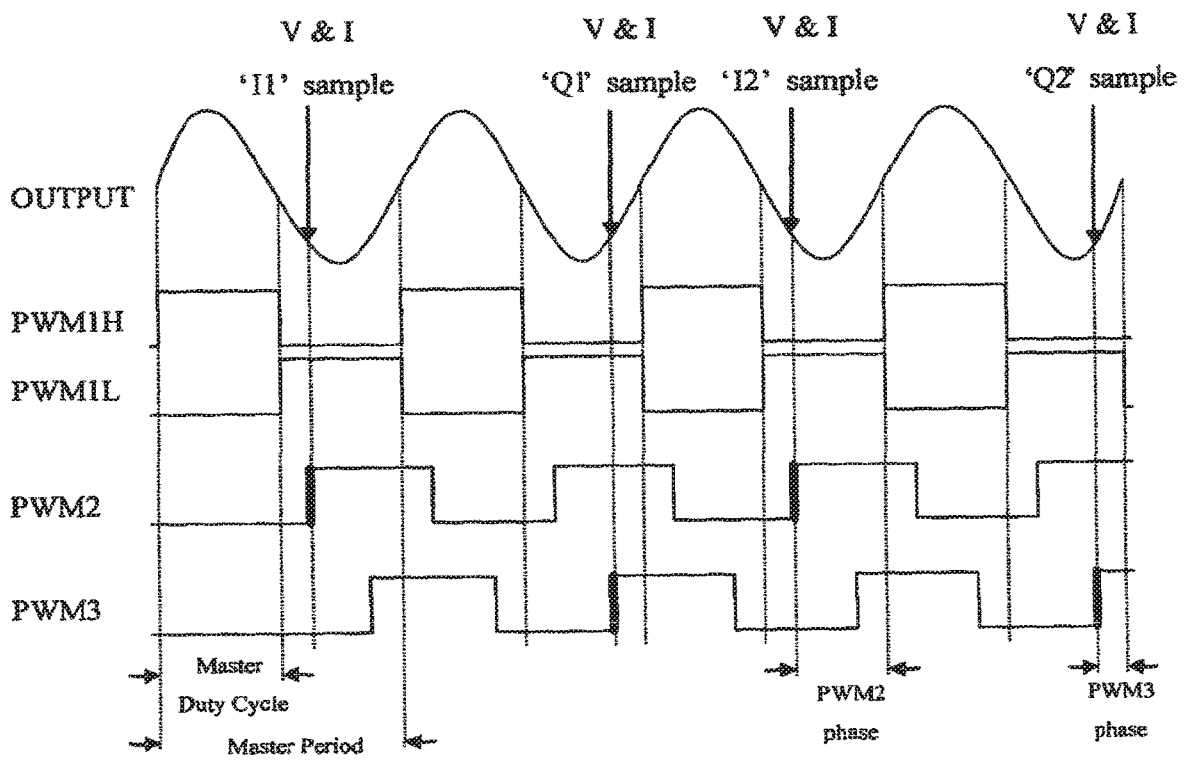 V & I V & I V & I V & I
‘I1’ sample ‘Q1’ sample ‘I2’ sample ‘Q2’ sample
OUTPUT
PWM1H
PWM1L
PWM2
PWM3
Master
Duty Cycle
Master Period
PWM2
phase
PWM3
phase